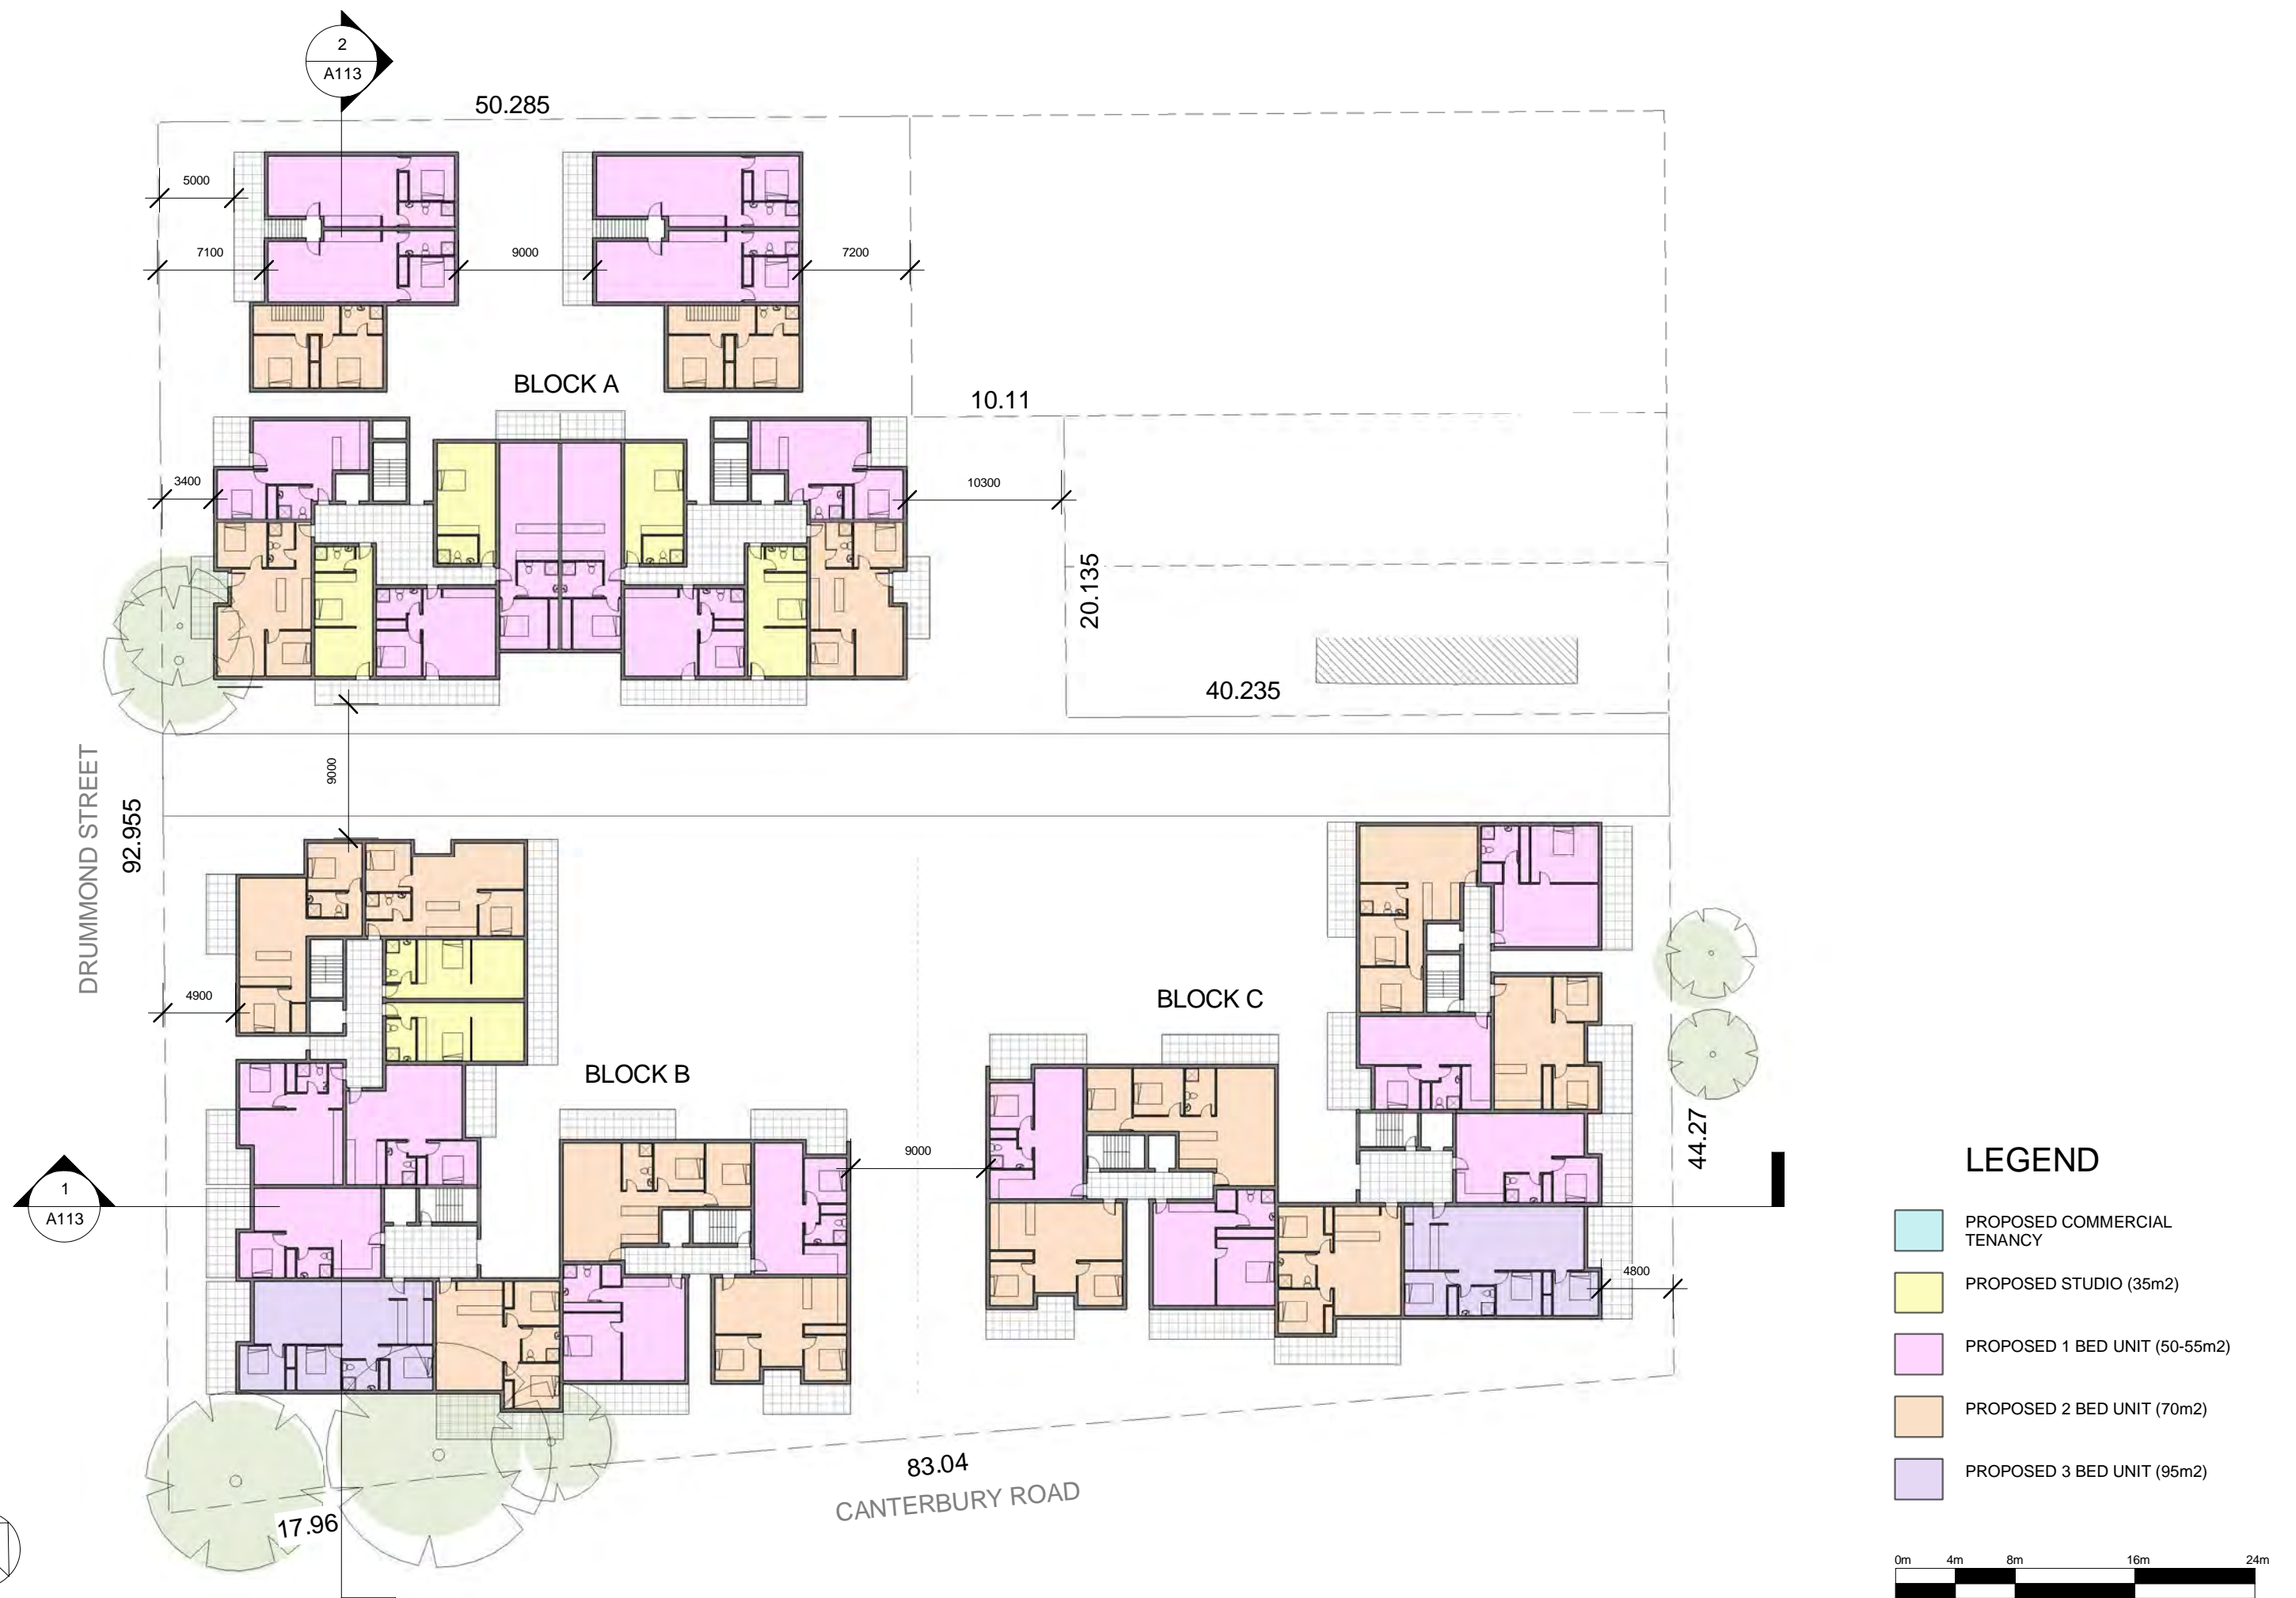 2
A113
50.285
5000
7100
9000
7200
BLOCK A
10.11
3400
10300
20.135
40.235
9000
DRUMMOND STREET
92.955
4900
BLOCK C
BLOCK B
44.27
9000
1
A113
4800
83.04
CANTERBURY ROAD
17.96
LEGEND
PROPOSED COMMERCIAL
TENANCY
PROPOSED STUDIO (35m2)
PROPOSED 1 BED UNIT (50-55m2)
PROPOSED 2 BED UNIT (70m2)
PROPOSED 3 BED UNIT (95m2)
0m 4m 8m 16m 24m